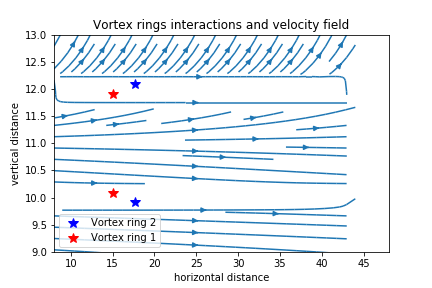 Vortex rings interactions and velocity field
13.0
12.5
12.0
11.5
11.0
10.5
10.0
9.5
9.0
vertical distance
Vortex ring 2
Vortex ring 1
10 15 20 25 30 35 40 45
horizontal distance